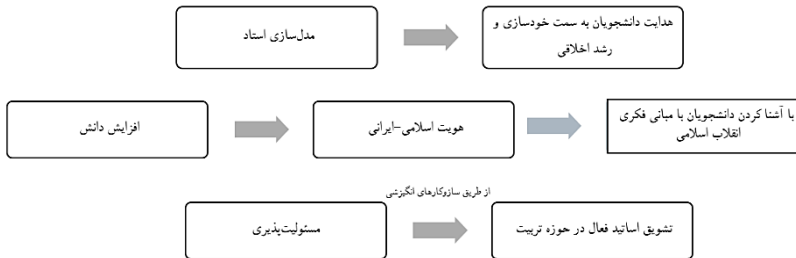 هدایت دانشجویان به سمت خودسازی و
رشد اخلاقی
مدل‌سازی استاد
با آشنا کردن دانشجویان با مبانی فکری
انقلاب اسلامی
هویت اسلامی-ایرانی
افزایش دانش
از طریق سازوکارهای انگیزشی
تشویق اساتید فعال در حوزه تربیت
مسئولیت‌پذیری